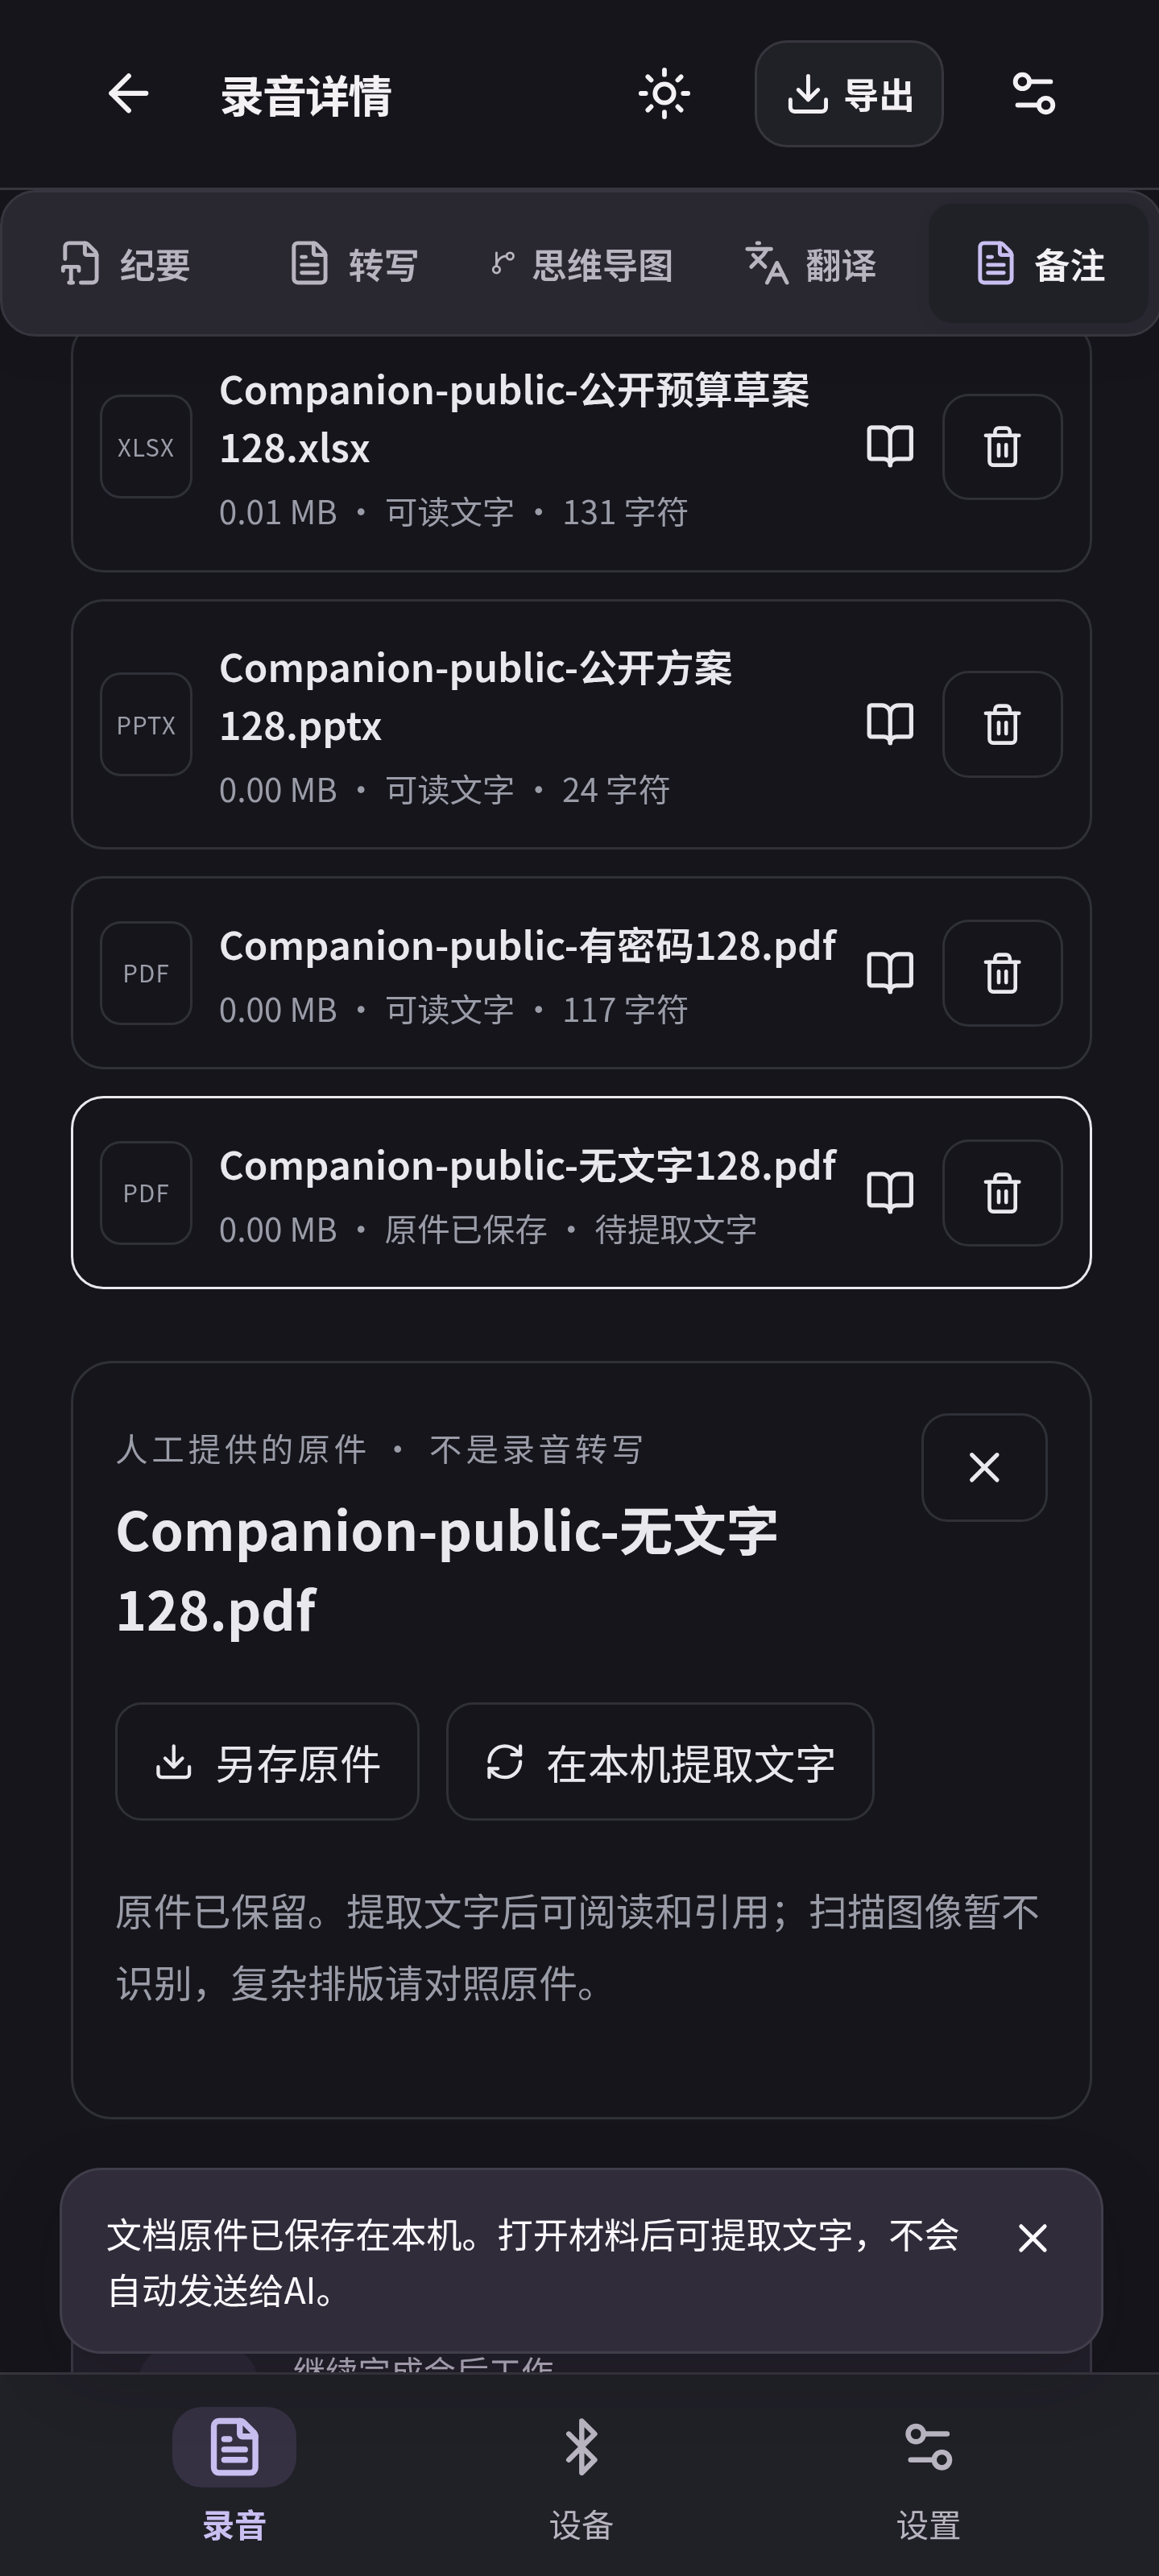 录音详情
导出
纪要
转写
思维导图
翻译
备注
XLSX
Companion-public-公开预算草案
128.xlsx
0.01 MB • 可读文字 • 131 字符
PPTX
Companion-public-公开方案
128.pptx
0.00 MB • 可读文字 • 24 字符
PDF
Companion-public-有密码128.pdf
0.00 MB • 可读文字 • 117 字符
PDF
Companion-public-无文字128.pdf
0.00 MB • 原件已保存 • 待提取文字
人工提供的原件 • 不是录音转写
Companion-public-无文字
128.pdf
另存原件
在本机提取文字
原件已保留。提取文字后可阅读和引用；扫描图像暂不
识别，复杂排版请对照原件。
文档原件已保存在本机。打开材料后可提取文字，不会
自动发送给AI。
继续完成会后工作
录音
设备
设置